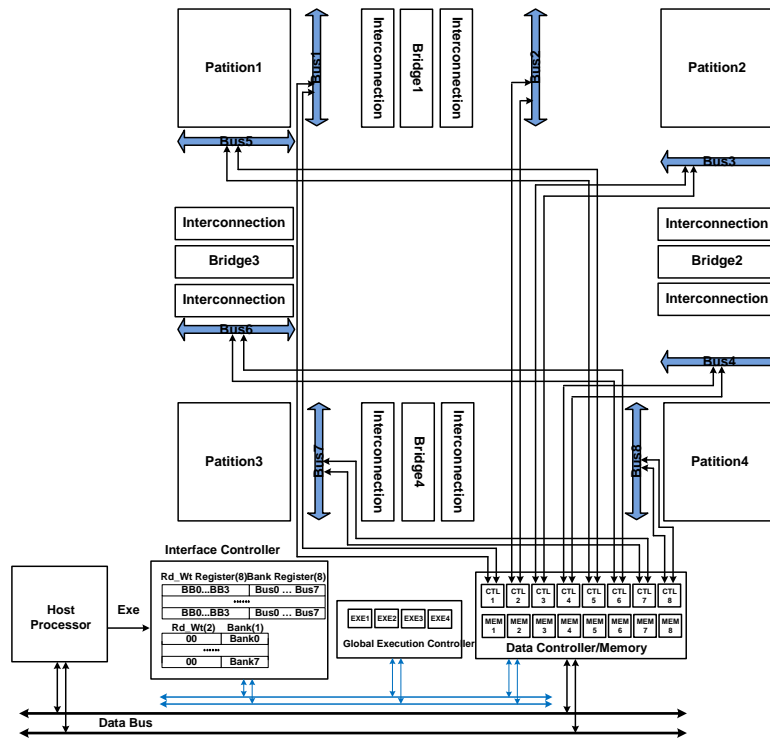 Patition1
Bus1
Interconnection
Bridge1
Interconnection
Bus2
Patition2
Bus5
Bus3
Interconnection
Bridge3
Interconnection
Bus6
Interconnection
Bridge2
Interconnection
Bus4
Patition3
Bus7
Interconnection
Bridge4
Interconnection
Bus8
Patition4
Interface Controller
Host
Processor
Exe
Rd_Wt Register(8) Bank Register(8)
BB0...BB3 Bus0 … Bus7
······
BB0...BB3 Bus0 … Bus7
Rd_Wt(2) Bank(1)
00 Bank0
······
00 Bank7
EXE1 EXE2 EXE3 EXE4
Global Execution Controller
CTL 1 CTL 2 CTL 3 CTL 4 CTL 5 CTL 6 CTL 7 CTL 8
MEM 1 MEM 2 MEM 3 MEM 4 MEM 5 MEM 6 MEM 7 MEM 8
Data Controller/Memory
Data Bus